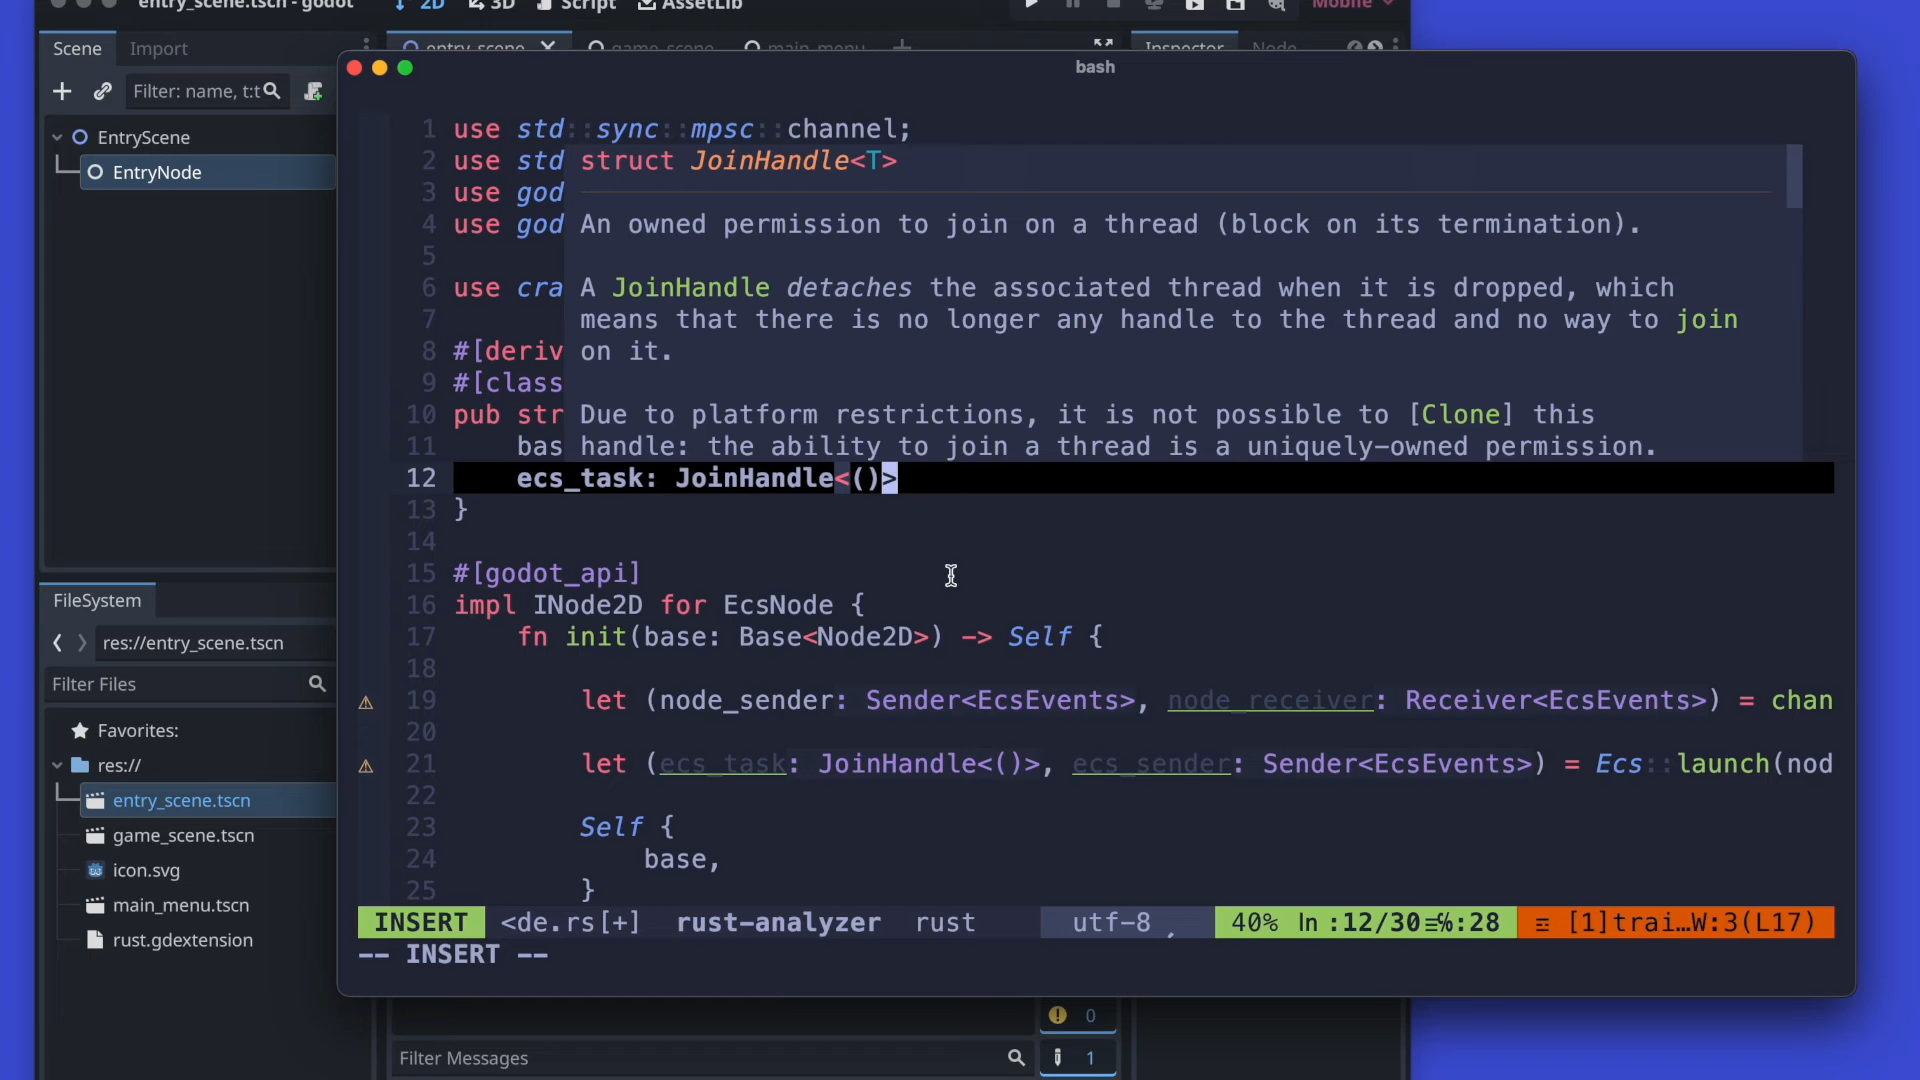 entry_scene.tscn - godot
2D
3D
Script
AssetLib
Mobile
Scene
Import
entry_scene
game_scene
main_menu
Inspector
Node
Filter: name, t:t
EntryScene
EntryNode
bash
1 use std::sync::mpsc::channel;
2 use std
struct JoinHandle<T>
3 use god
4 use god
An owned permission to join on a thread (block on its termination).
5
6 use cra
A JoinHandle detaches the associated thread when it is dropped, which
7
means that there is no longer any handle to the thread and no way to join
8 #[deriv
on it.
9 #[class
10 pub str
Due to platform restrictions, it is not possible to [Clone] this
11 bas
handle: the ability to join a thread is a uniquely-owned permission.
12 ecs_task: JoinHandle<()>
13 }
14
15 #[godot_api]
16 impl INode2D for EcsNode {
17 fn init(base: Base<Node2D>) -> Self {
18
19 let (node_sender: Sender<EcsEvents>, node_receiver: Receiver<EcsEvents>) = chan
20
21 let (ecs_task: JoinHandle<()>, ecs_sender: Sender<EcsEvents>) = Ecs::launch(nod
22
23 Self {
24 base,
25 }
INSERT <de.rs[+] rust-analyzer rust utf-8 40% ln :12/30≡℅:28 ☲ [1]trai…W:3(L17)
-- INSERT --
FileSystem
res://entry_scene.tscn
Filter Files
Favorites:
res://
entry_scene.tscn
game_scene.tscn
icon.svg
main_menu.tscn
rust.gdextension
0
Filter Messages
1